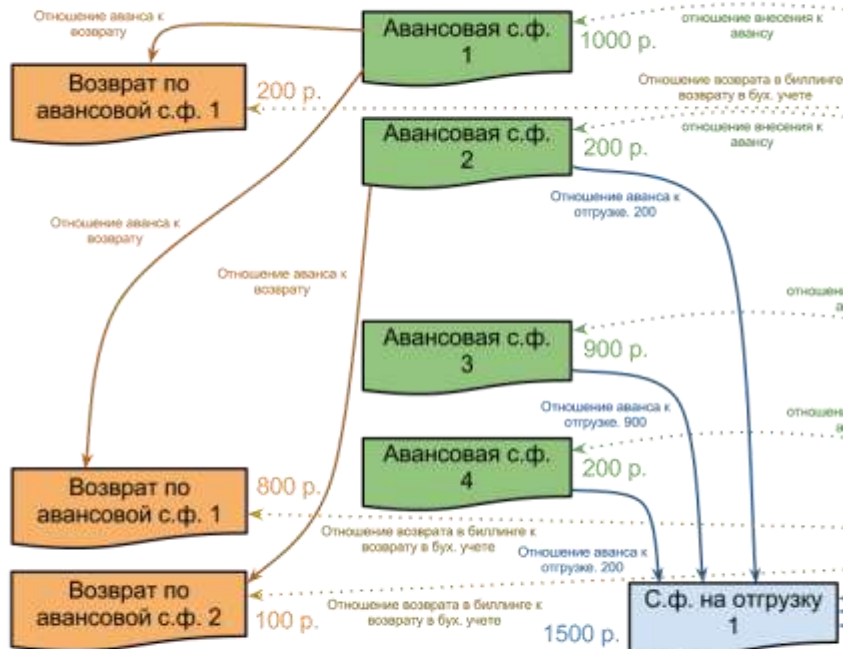 Отношение аванса к
возврату
Авансовая с.ф.
1
1000 р.
отношение внесения к
авансу
Возврат по
авансовой с.ф. 1
200 р.
Отношение возврата в биллинге
возврату в бух. учете
Авансовая с.ф.
2
200 р.
отношение внесения к
авансу
Отношение аванса к
отгрузке. 200
Отношение аванса к
возврату
Отношение аванса к
возврату
Авансовая с.ф.
3
900 р.
Отношение аванса к
отгрузке. 900
Авансовая с.ф.
4
200 р.
Возврат по
авансовой с.ф. 1
800 р.
Отношение возврата в биллинге к
возврату в бух. учете
Отношение аванса к
отгрузке. 200
Возврат по
авансовой с.ф. 2
100 р.
Отношение возврата в биллинге к
возврату в бух. учете
С.ф. на отгрузку
1
1500 р.